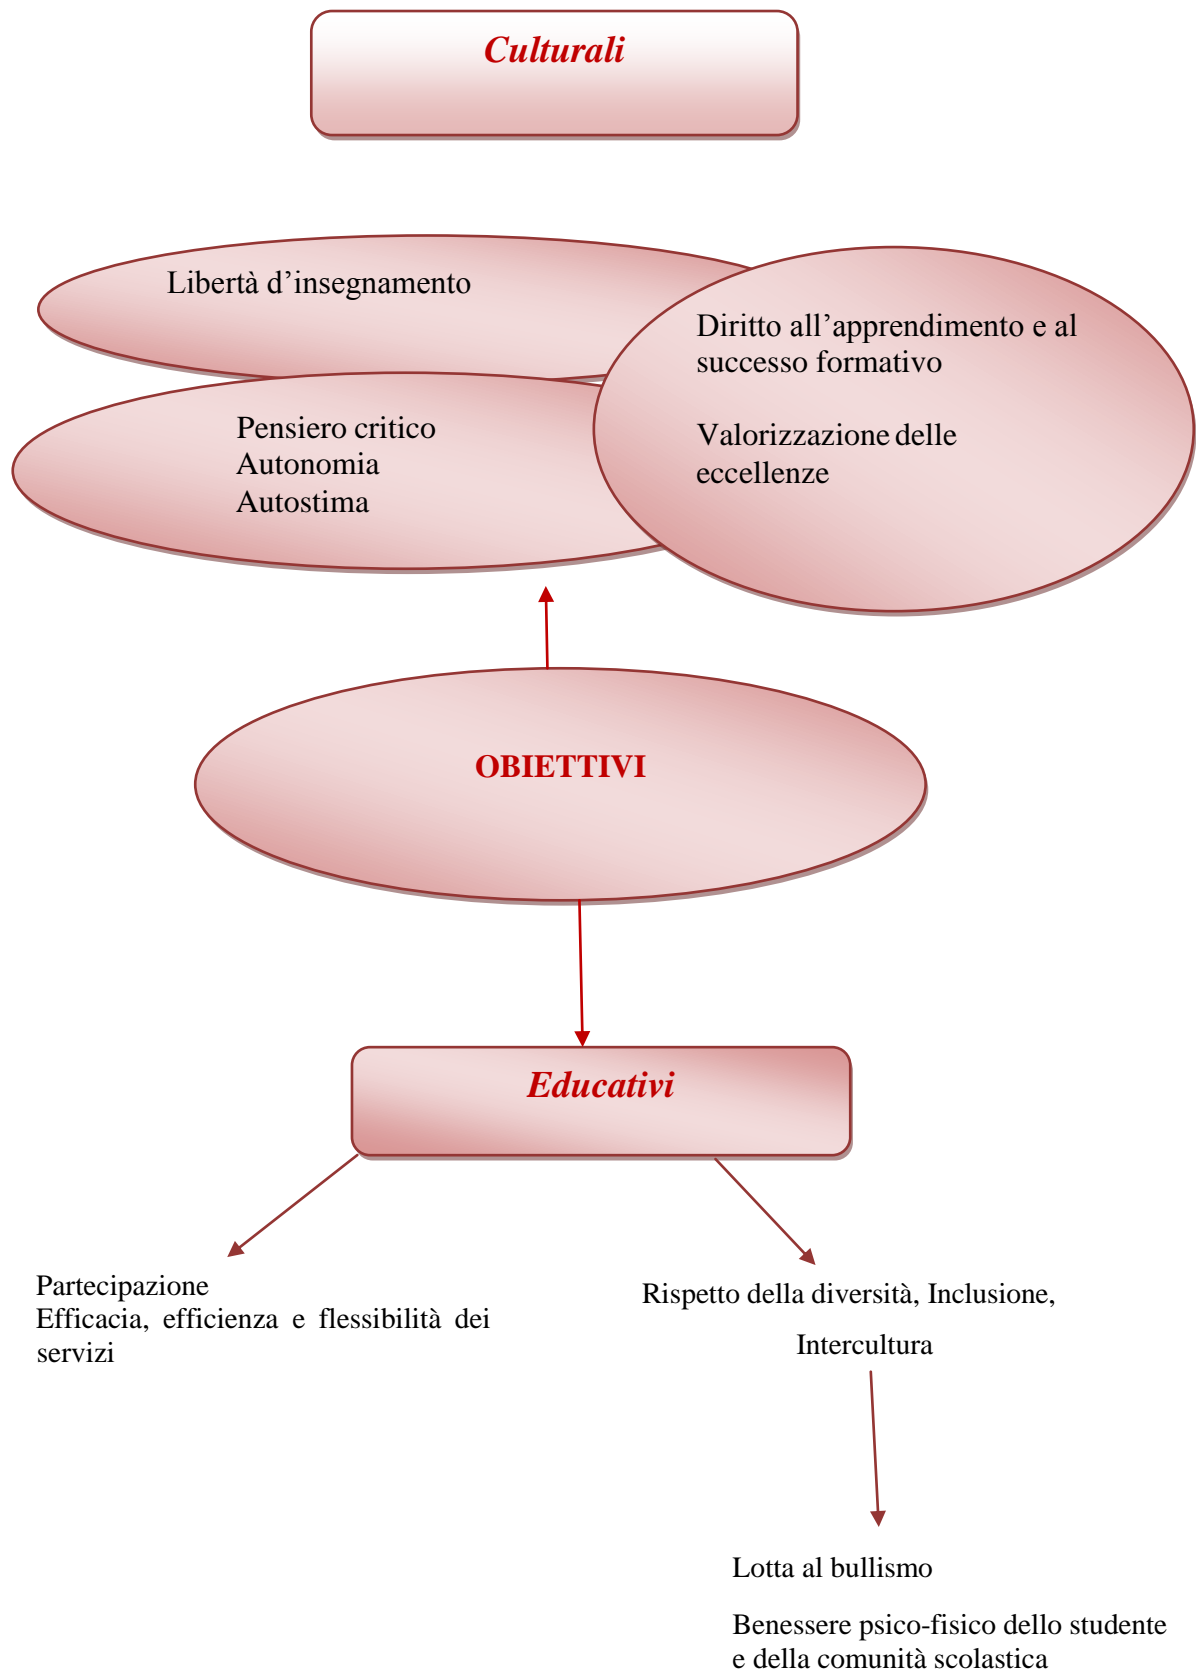 Culturali
Libertà d’insegnamento
Diritto all’apprendimento e al
successo formativo
Valorizzazione delle
eccellenze
Pensiero critico
Autonomia
Autostima
OBIETTIVI
Educativi
Partecipazione
Efficacia, efficienza e flessibilità dei
servizi
Rispetto della diversità, Inclusione,
Intercultura
Lotta al bullismo
Benessere psico-fisico dello studente
e della comunità scolastica